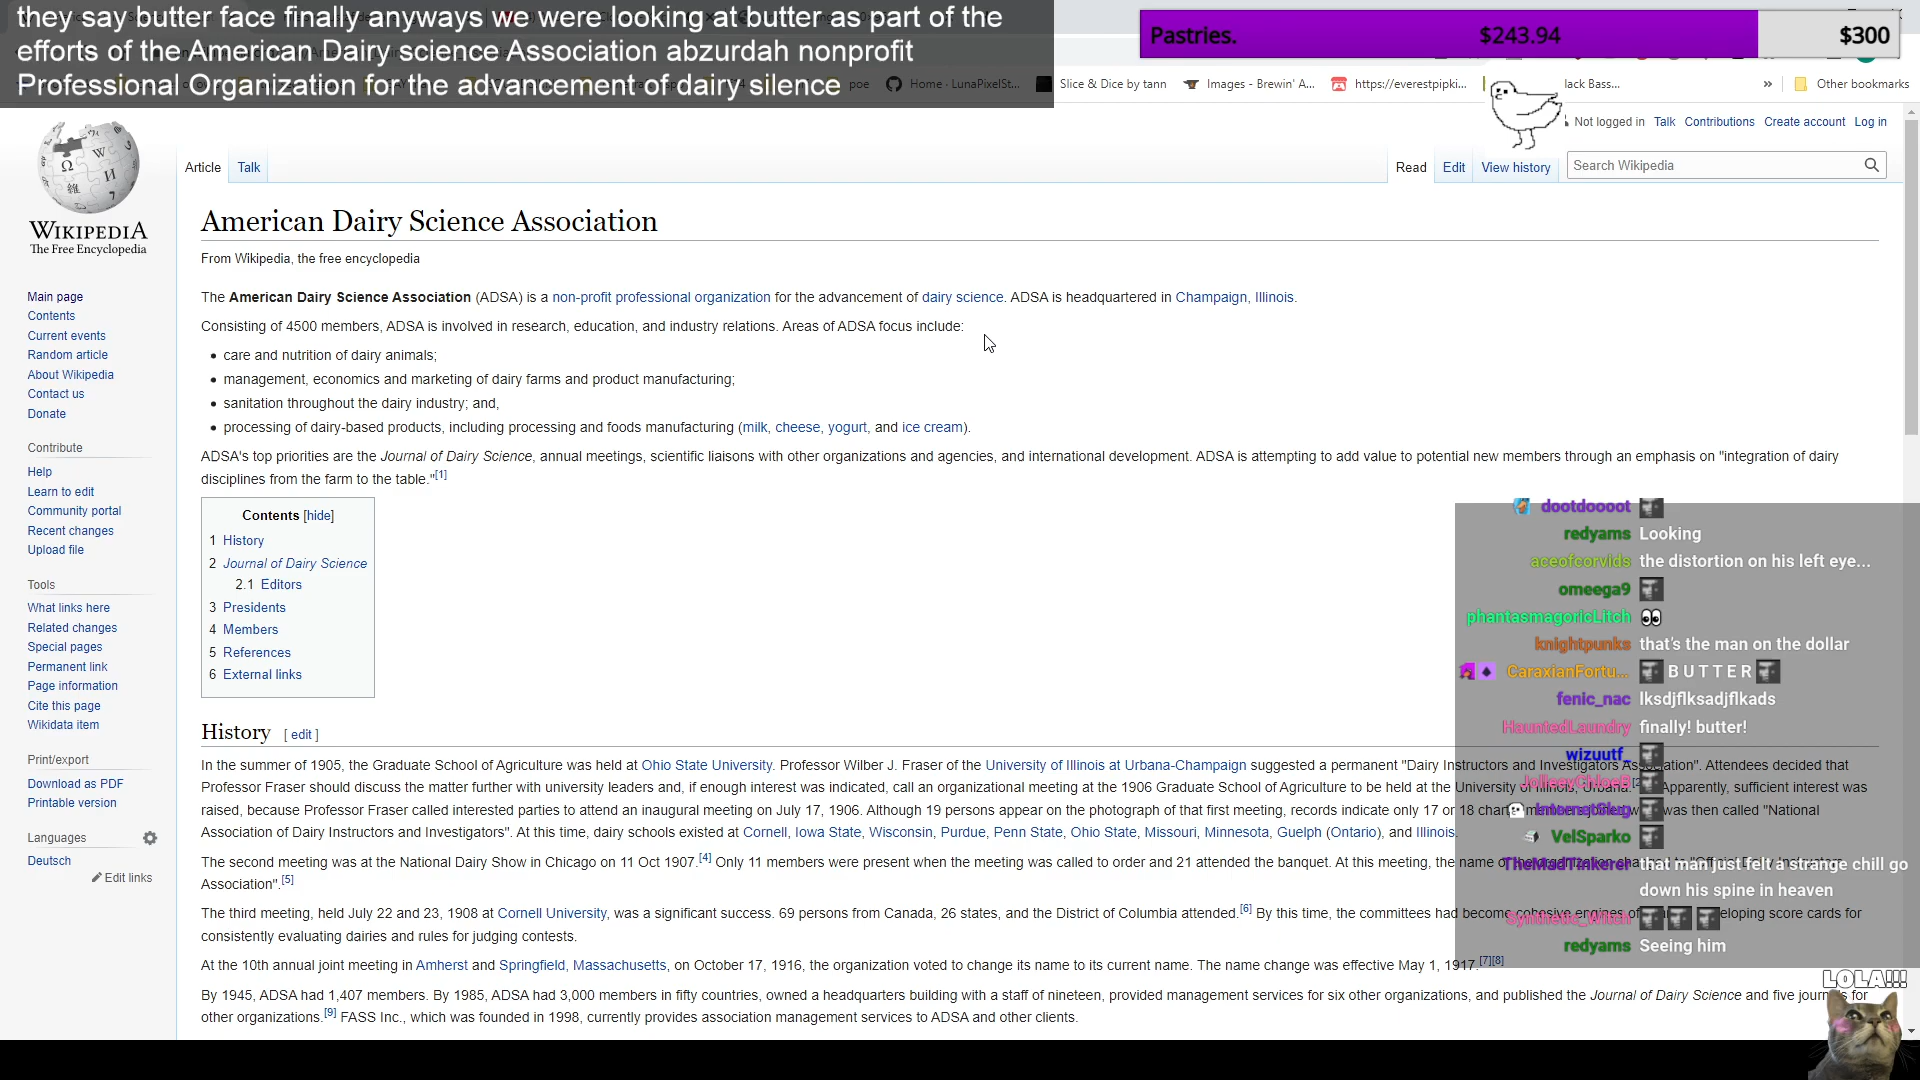 they say butter face finally anyways we were looking at butter as part of the
efforts of the American Dairy science Association abzurdah nonprofit
Professional Organization for the advancement of dairy silence
Pastries. $243.94 $300
poe Home · LunaPixelSt... Slice & Dice by tann Images - Brewin' A... https://everestpipki... lack Bass... » Other bookmarks
Not logged in Talk Contributions Create account Log in
Article Talk Read Edit View history Search Wikipedia
WIKIPEDIA
The Free Encyclopedia
Main page
Contents
Current events
Random article
About Wikipedia
Contact us
Donate
Contribute
Help
Learn to edit
Community portal
Recent changes
Upload file
Tools
What links here
Related changes
Special pages
Permanent link
Page information
Cite this page
Wikidata item
Print/export
Download as PDF
Printable version
Languages
Deutsch
Edit links
American Dairy Science Association
From Wikipedia, the free encyclopedia
The American Dairy Science Association (ADSA) is a non-profit professional organization for the advancement of dairy science. ADSA is headquartered in Champaign, Illinois.
Consisting of 4500 members, ADSA is involved in research, education, and industry relations. Areas of ADSA focus include:
• care and nutrition of dairy animals;
• management, economics and marketing of dairy farms and product manufacturing;
• sanitation throughout the dairy industry; and,
• processing of dairy-based products, including processing and foods manufacturing (milk, cheese, yogurt, and ice cream).
ADSA's top priorities are the Journal of Dairy Science, annual meetings, scientific liaisons with other organizations and agencies, and international development. ADSA is attempting to add value to potential new members through an emphasis on "integration of dairy
disciplines from the farm to the table."[1]
Contents [hide]
1 History
2 Journal of Dairy Science
2.1 Editors
3 Presidents
4 Members
5 References
6 External links
History [ edit ]
In the summer of 1905, the Graduate School of Agriculture was held at Ohio State University. Professor Wilber J. Fraser of the University of Illinois at Urbana-Champaign suggested a permanent "Dairy Instructors and Investigators Association". Attendees decided that
Professor Fraser should discuss the matter further with university leaders and, if enough interest was indicated, call an organizational meeting at the 1906 Graduate School of Agriculture to be held at the University of Illinois, Urbana. Apparently, sufficient interest was
raised, because Professor Fraser called interested parties to attend an inaugural meeting on July 17, 1906. Although 19 persons appear on the photograph of that first meeting, records indicate only 17 or 18 was then called "National
Association of Dairy Instructors and Investigators". At this time, dairy schools existed at Cornell, Iowa State, Wisconsin, Purdue, Penn State, Ohio State, Missouri, Minnesota, Guelph (Ontario), and Illinois.
The second meeting was at the National Dairy Show in Chicago on 11 Oct 1907.[4] Only 11 members were present when the meeting was called to order and 21 attended the banquet. At this meeting, the name
Association".[5]
The third meeting, held July 22 and 23, 1908 at Cornell University, was a significant success. 69 persons from Canada, 26 states, and the District of Columbia attended.[6] By this time, the committees had become cohesive engines of eloping score cards for
consistently evaluating dairies and rules for judging contests.
At the 10th annual joint meeting in Amherst and Springfield, Massachusetts, on October 17, 1916, the organization voted to change its name to its current name. The name change was effective May 1, 1917.[7][8]
By 1945, ADSA had 1,407 members. By 1985, ADSA had 3,000 members in fifty countries, owned a headquarters building with a staff of nineteen, provided management services for six other organizations, and published the Journal of Dairy Science and five journals for
other organizations.[9] FASS Inc., which was founded in 1998, currently provides association management services to ADSA and other clients.
dootdoooot
redyams Looking
aceofcorvids the distortion on his left eye...
omeega9
phantasmagoricLitch
knightpunks that's the man on the dollar
CaraxianFortu... B U T T E R
fenic_nac lksdjflksadjflkads
HauntedLaundry finally! butter!
wizuutf_
InternetSlug
VelSparko
TheMadTinkerer that man just felt a strange chill go
down his spine in heaven
Synthetic_Witch
redyams Seeing him
LOLA!!!